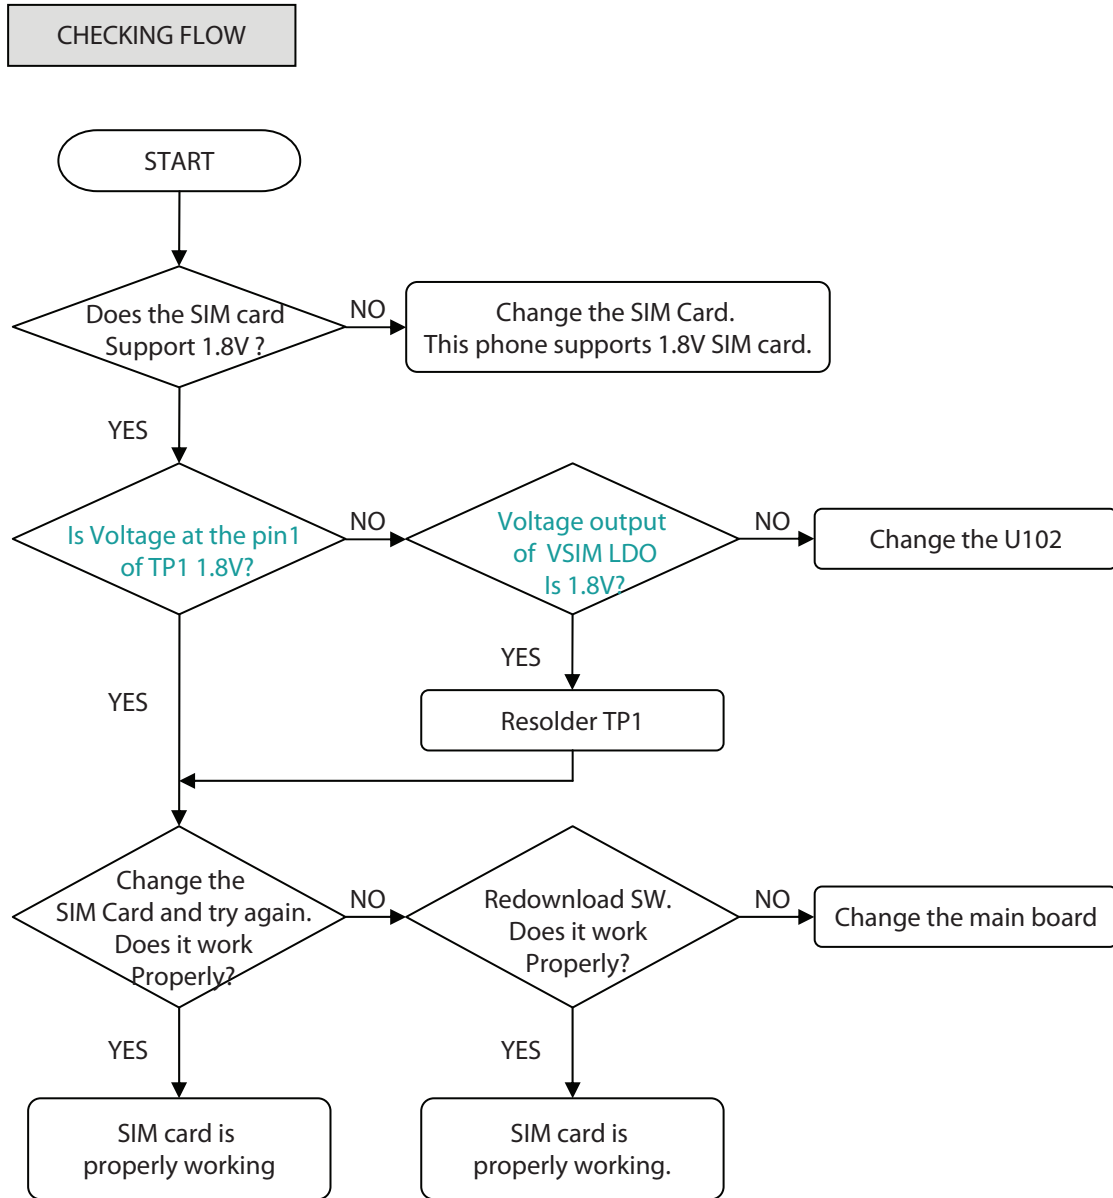 CHECKING FLOW
START
Does the SIM card
Support 1.8V ?
NO
Change the SIM Card.
This phone supports 1.8V SIM card.
YES
Is Voltage at the pin1
of TP1 1.8V?
NO
Voltage output
of VSIM LDO
Is 1.8V?
NO
Change the U102
YES
YES
Resolder TP1
Change the
SIM Card and try again.
Does it work
Properly?
NO
Redownload SW.
Does it work
Properly?
NO
Change the main board
YES
YES
SIM card is
properly working
SIM card is
properly working.